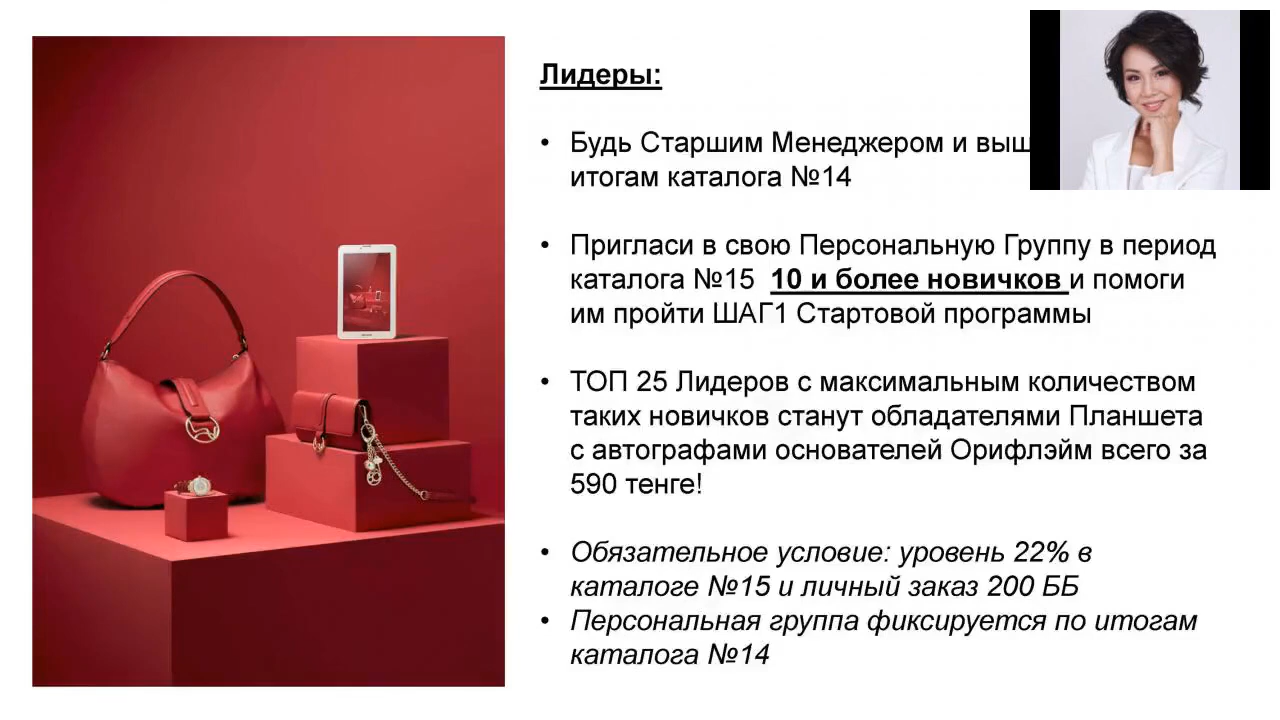 Лидеры:
• Будь Старшим Менеджером и
итогам каталога №14
• Пригласи в свою Персональную Группу в период
каталога №15 10 и более новичков и помоги
им пройти ШАГ1 Стартовой программы
• ТОП 25 Лидеров с максимальным количеством
таких новичков станут обладателями Планшета
с автографами основателей Орифлэйм всего за
590 тенге!
• Обязательное условие: уровень 22% в
каталоге №15 и личный заказ 200 ББ
• Персональная группа фиксируется по итогам
каталога №14